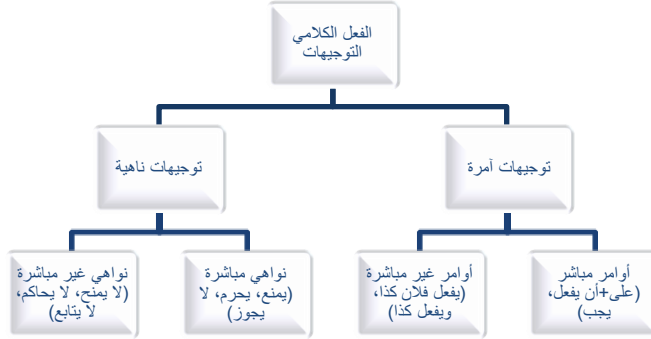 الفعل الكلامي
التوجيهات
توجيهات آمرة
توجيهات ناهية
أوامر مباشر
(على+أن يفعل،
يجب)
أوامر غير مباشرة
(يفعل فلان كذا،
ويفعل كذا)
نواهي مباشرة
(يمنع، يحرم، لا
يجوز)
نواهي غير مباشرة
(لا يمنح، لا يحاكم،
لا يتابع)